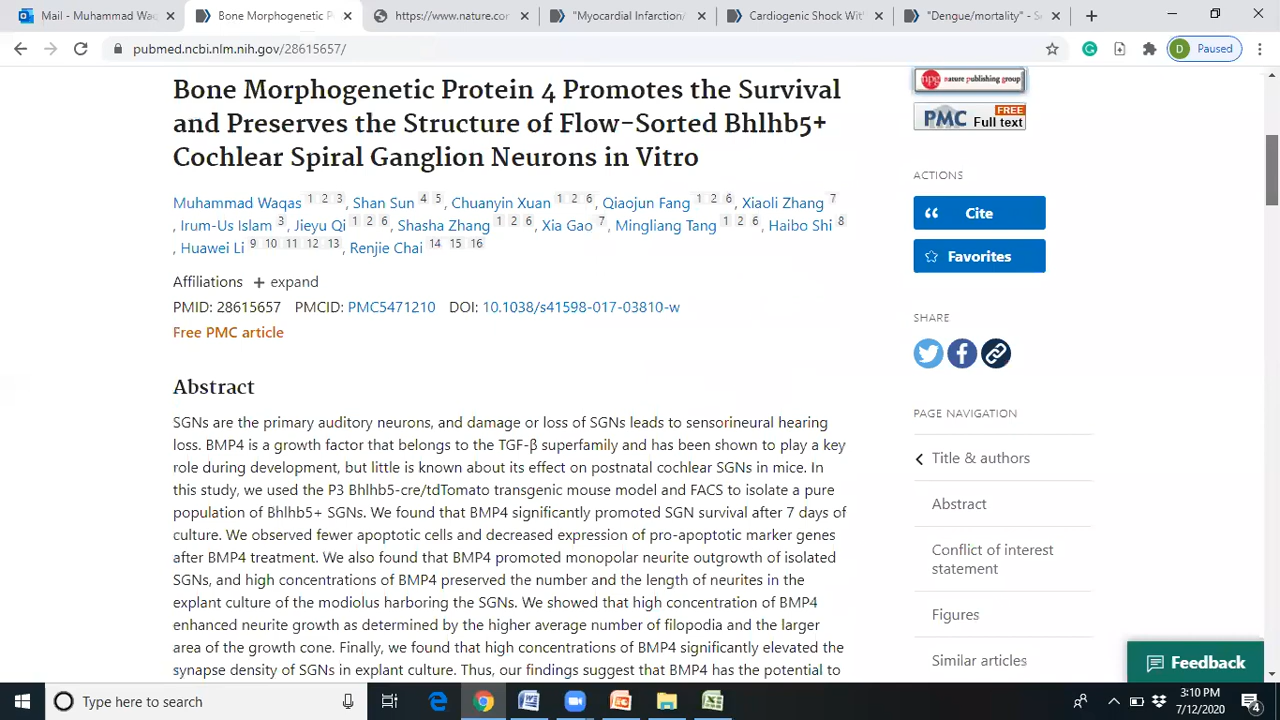 Mail - Muhammad Waq
Bone Morphogenetic P
https://www.nature.cor
"Myocardial Infarction/
Cardiogenic Shock Wit
"Dengue/mortality" - S
pubmed.ncbi.nlm.nih.gov/28615657/
D Paused
Bone Morphogenetic Protein 4 Promotes the Survival
and Preserves the Structure of Flow-Sorted Bhlhb5+
Cochlear Spiral Ganglion Neurons in Vitro
npg nature publishing group
PMC FREE Full text
Muhammad Waqas 1 2 3, Shan Sun 4 5, Chuanyin Xuan 1 2 6, Qiaojun Fang 1 2 6, Xiaoli Zhang 7
, Irum-Us Islam 3, Jieyu Qi 1 2 6, Shasha Zhang 1 2 6, Xia Gao 7, Mingliang Tang 1 2 6, Haibo Shi 8
, Huawei Li 9 10 11 12 13, Renjie Chai 14 15 16
Affiliations + expand
PMID: 28615657 PMCID: PMC5471210 DOI: 10.1038/s41598-017-03810-w
Free PMC article
Abstract
SGNs are the primary auditory neurons, and damage or loss of SGNs leads to sensorineural hearing
loss. BMP4 is a growth factor that belongs to the TGF-β superfamily and has been shown to play a key
role during development, but little is known about its effect on postnatal cochlear SGNs in mice. In
this study, we used the P3 Bhlhb5-cre/tdTomato transgenic mouse model and FACS to isolate a pure
population of Bhlhb5+ SGNs. We found that BMP4 significantly promoted SGN survival after 7 days of
culture. We observed fewer apoptotic cells and decreased expression of pro-apoptotic marker genes
after BMP4 treatment. We also found that BMP4 promoted monopolar neurite outgrowth of isolated
SGNs, and high concentrations of BMP4 preserved the number and the length of neurites in the
explant culture of the modiolus harboring the SGNs. We showed that high concentration of BMP4
enhanced neurite growth as determined by the higher average number of filopodia and the larger
area of the growth cone. Finally, we found that high concentrations of BMP4 significantly elevated the
synapse density of SGNs in explant culture. Thus, our findings suggest that BMP4 has the potential to
ACTIONS
Cite
Favorites
SHARE
PAGE NAVIGATION
Title & authors
Abstract
Conflict of interest
statement
Figures
Similar articles
Feedback
Type here to search
3:10 PM
7/12/2020
4